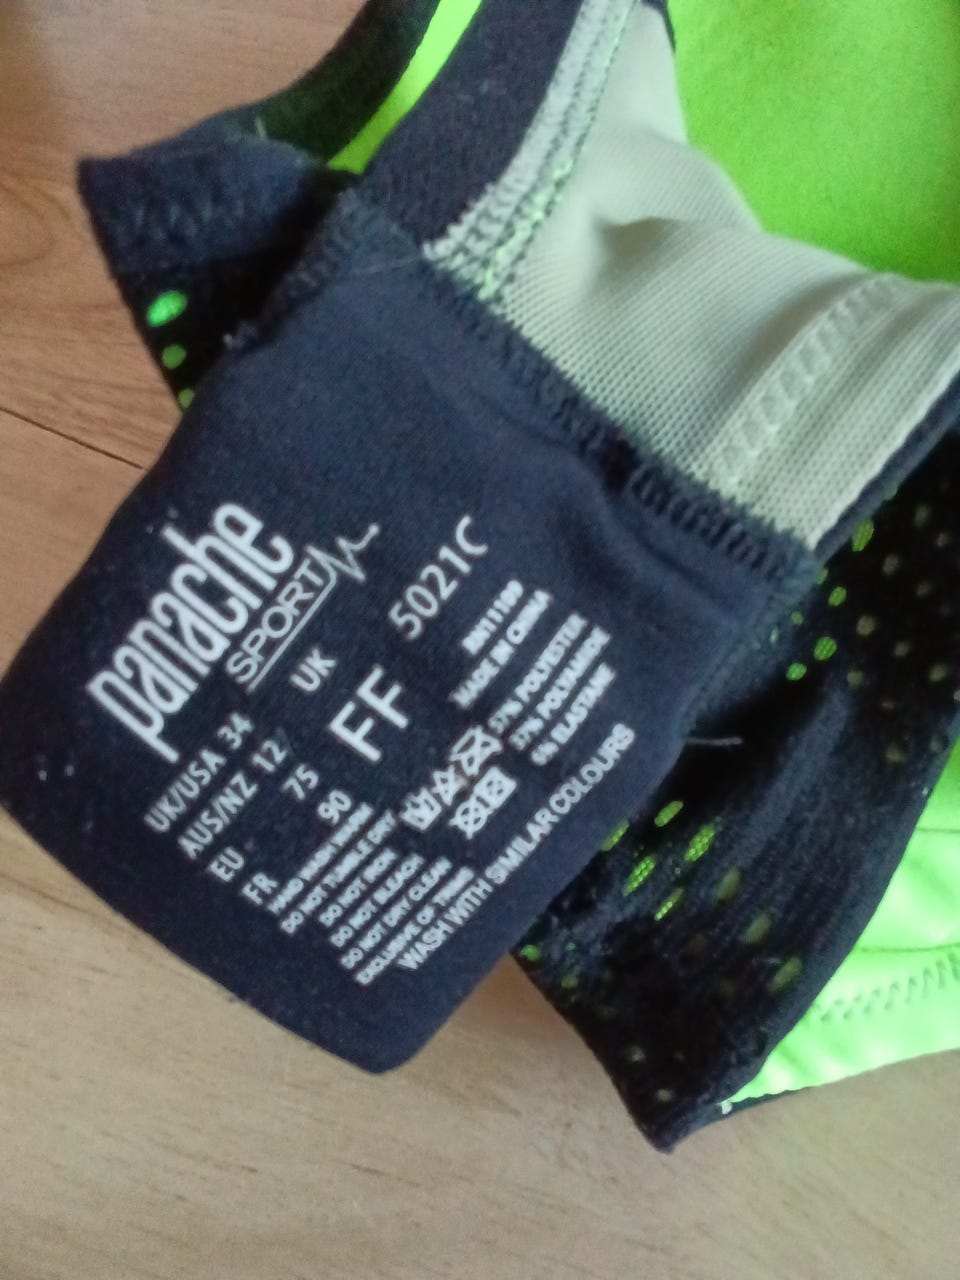 panache
SPORT
UK 5021C
UK/USA 34 FF
AUS/NZ 12
EU 75
FR 90
MADE IN CHINA
57% POLYESTER
37% POLYAMIDE
6% ELASTANE
HAND WASH WARM
DO NOT TUMBLE DRY
DO NOT IRON
DO NOT BLEACH
DO NOT DRY CLEAN
EXCLUSIVE OF TRIMS
WASH WITH SIMILAR COLOURS